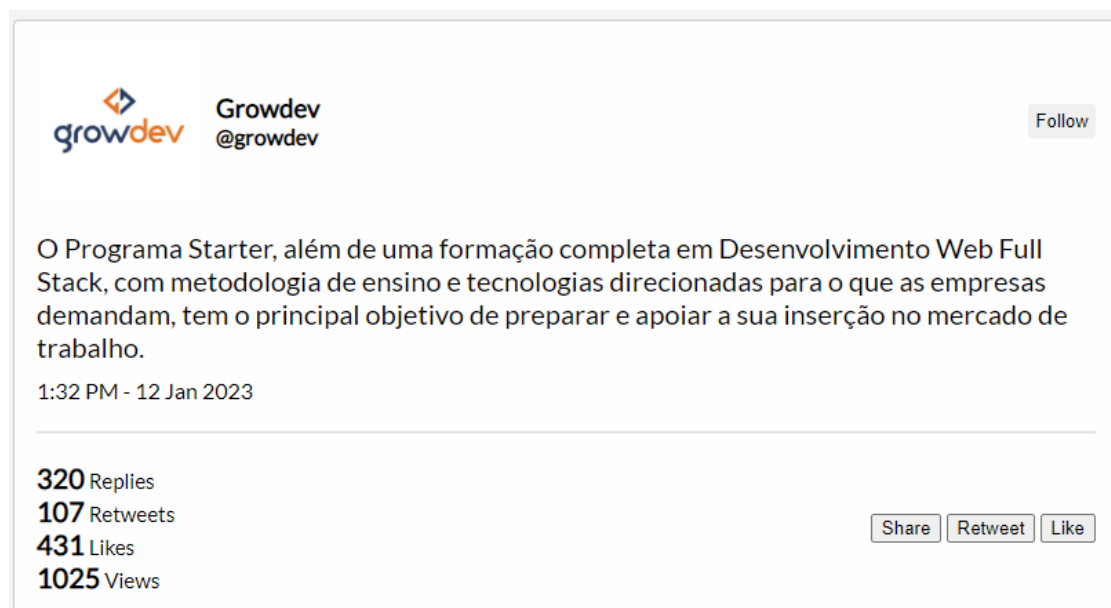 growdev
Growdev
@growdev
Follow
O Programa Starter, além de uma formação completa em Desenvolvimento Web Full
Stack, com metodologia de ensino e tecnologias direcionadas para o que as empresas
demandam, tem o principal objetivo de preparar e apoiar a sua inserção no mercado de
trabalho.
1:32 PM - 12 Jan 2023
320 Replies
107 Retweets
431 Likes
1025 Views
Share Retweet Like